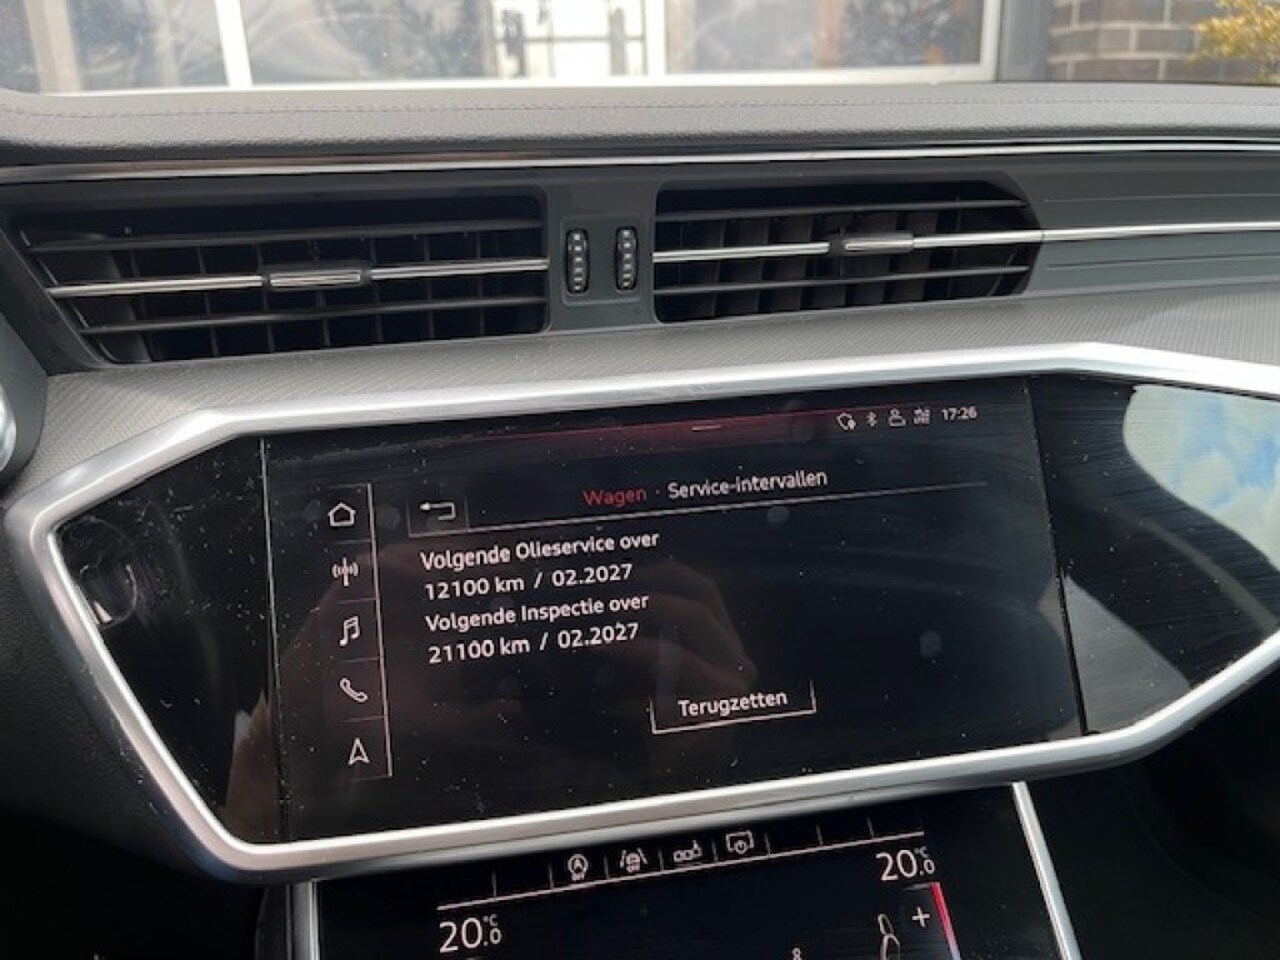 17:26
Wagen · Service-intervallen
Volgende Olieservice over
12100 km / 02.2027
Volgende Inspectie over
21100 km / 02.2027
Terugzetten
20.0 °C
20.0 °C
+